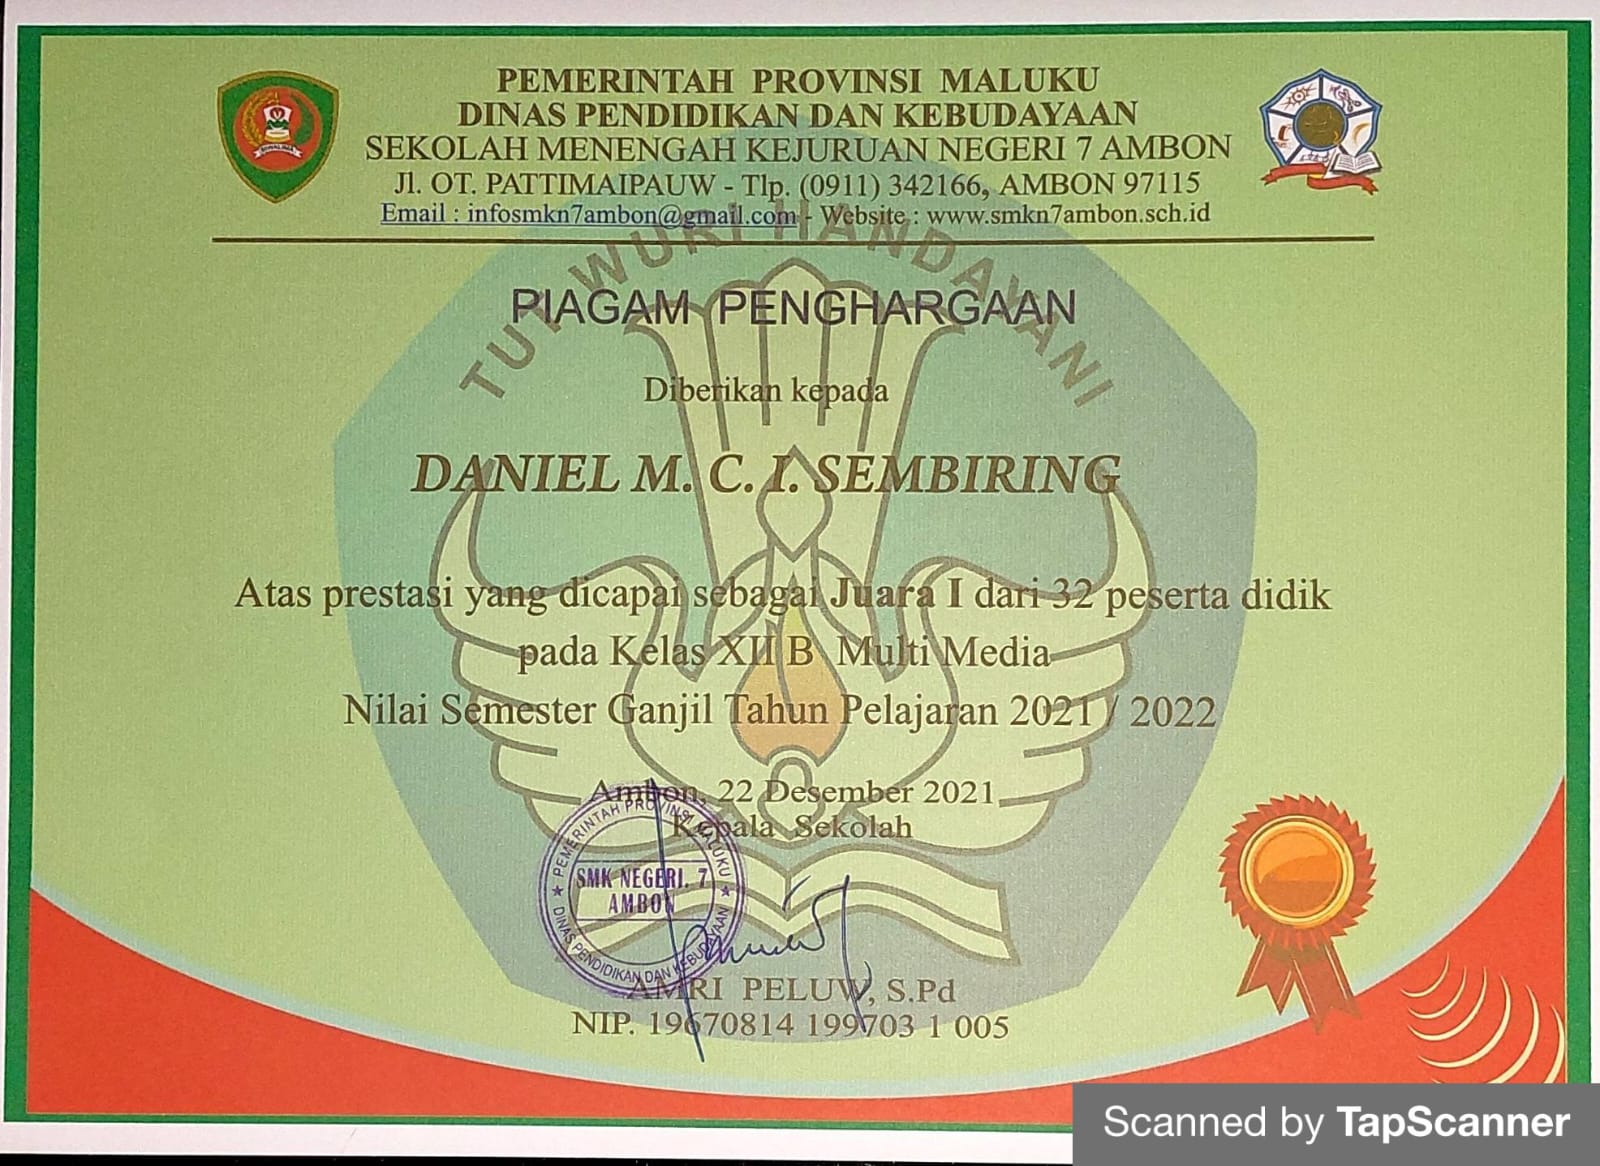 PEMERINTAH PROVINSI MALUKU
DINAS PENDIDIKAN DAN KEBUDAYAAN
SEKOLAH MENENGAH KEJURUAN NEGERI 7 AMBON
Jl. OT. PATTIMAIPAUW - Tlp. (0911) 342166, AMBON 97115
Email : infosmkn7ambon@gmail.com - Website : www.smkn7ambon.sch.id
TUT WURI HANDAYANI
PIAGAM PENGHARGAAN
Diberikan kepada
DANIEL M. C. I. SEMBIRING
Atas prestasi yang dicapai sebagai Juara I dari 32 peserta didik
pada Kelas XII B Multi Media
Nilai Semester Ganjil Tahun Pelajaran 2021 / 2022
Ambon, 22 Desember 2021
Kepala Sekolah
PEMERINTAH PROVINSI MALUKU
SMK NEGERI. 7
AMBON
DINAS PENDIDIKAN DAN KEBUDAYAAN
AMRI PELUW, S.Pd
NIP. 19670814 199703 1 005
Scanned by TapScanner